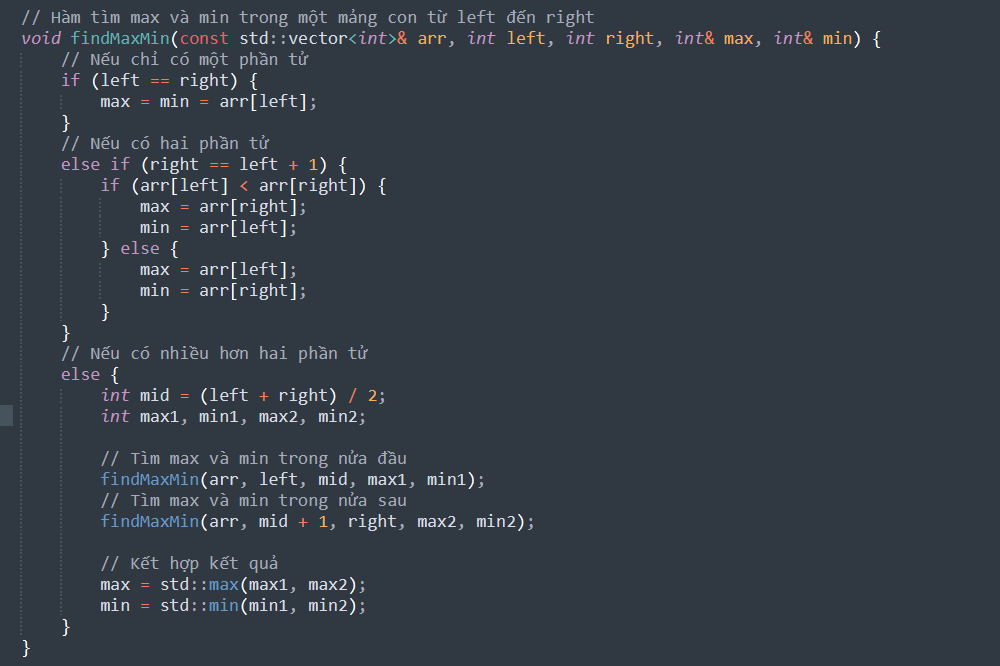 // Hàm tìm max và min trong một mảng con từ left đến right
void findMaxMin(const std::vector<int>& arr, int left, int right, int& max, int& min) {
    // Nếu chỉ có một phần tử
    if (left == right) {
        max = min = arr[left];
    }
    // Nếu có hai phần tử
    else if (right == left + 1) {
        if (arr[left] < arr[right]) {
            max = arr[right];
            min = arr[left];
        } else {
            max = arr[left];
            min = arr[right];
        }
    }
    // Nếu có nhiều hơn hai phần tử
    else {
        int mid = (left + right) / 2;
        int max1, min1, max2, min2;

        // Tìm max và min trong nửa đầu
        findMaxMin(arr, left, mid, max1, min1);
        // Tìm max và min trong nửa sau
        findMaxMin(arr, mid + 1, right, max2, min2);

        // Kết hợp kết quả
        max = std::max(max1, max2);
        min = std::min(min1, min2);
    }
}